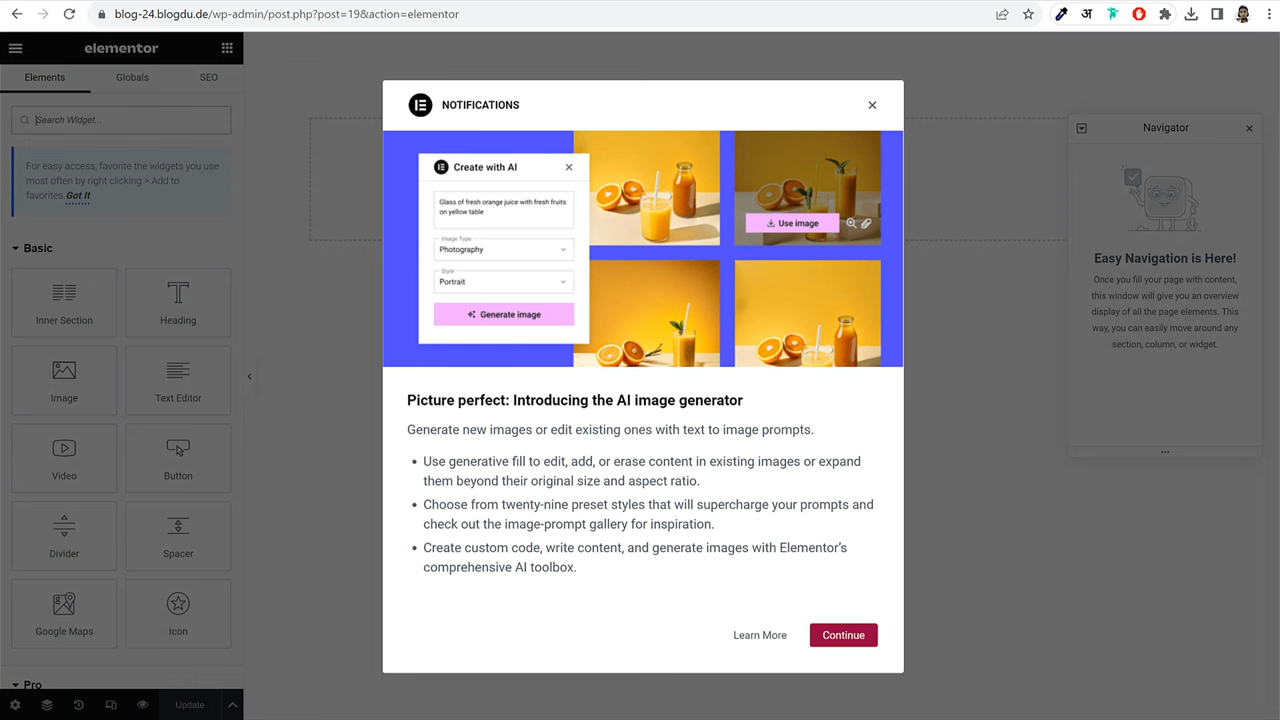 blog-24.blogdu.de/wp-admin/post.php?post=19&action=elementor
अ
elementor
Elements
Globals
SEO
Search Widget...
For easy access, favorite the widgets you use
most often by right clicking > Add to
favorites. Got It
Basic
Inner Section
Heading
Image
Text Editor
Video
Button
Divider
Spacer
Google Maps
Icon
Pro
Update
NOTIFICATIONS
Create with AI
Glass of fresh orange juice with fresh fruits
on yellow table
Image Type
Photography
Style
Portrait
Generate image
Use image
Picture perfect: Introducing the AI image generator
Generate new images or edit existing ones with text to image prompts.
• Use generative fill to edit, add, or erase content in existing images or expand
them beyond their original size and aspect ratio.
• Choose from twenty-nine preset styles that will supercharge your prompts and
check out the image-prompt gallery for inspiration.
• Create custom code, write content, and generate images with Elementor's
comprehensive AI toolbox.
Learn More
Continue
Navigator
Easy Navigation is Here!
Once you fill your page with content,
this window will give you an overview
display of all the page elements. This
way, you can easily move around any
section, column, or widget.